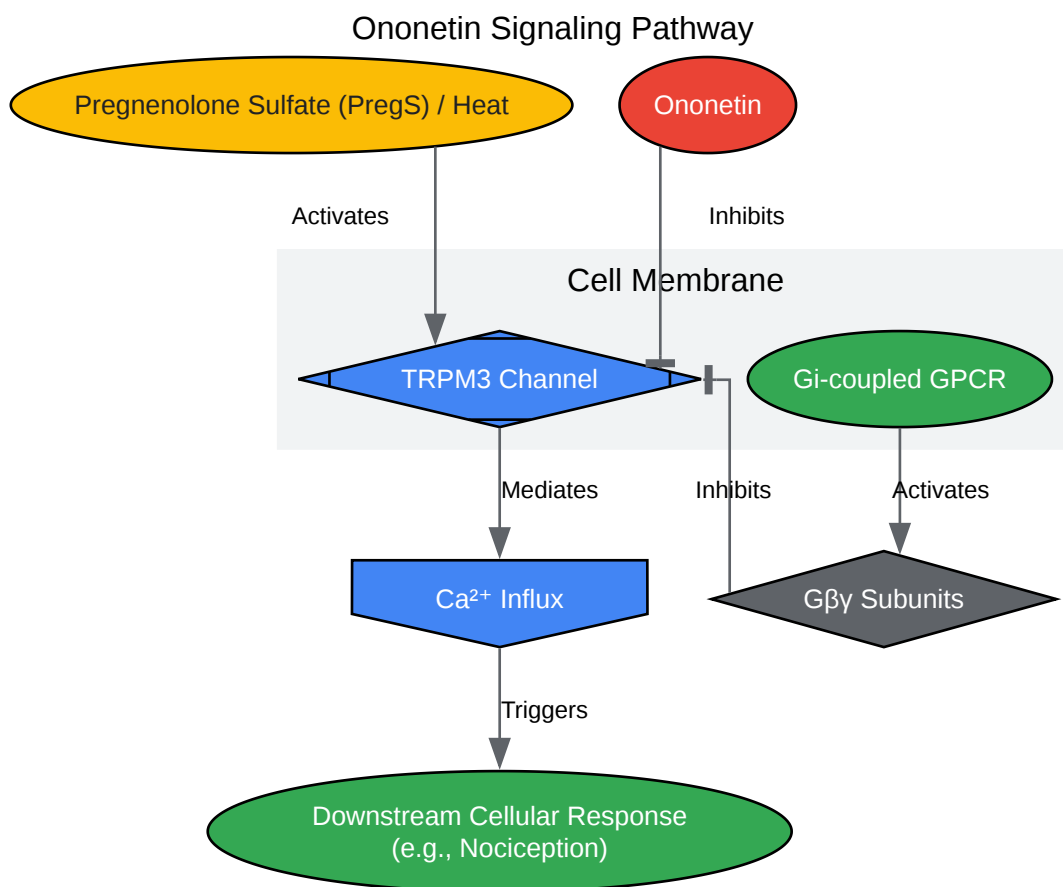 Ononetin Signaling Pathway
Pregnenolone Sulfate (PregS) / Heat
Ononetin
Activates
Inhibits
Cell Membrane
TRPM3 Channel
Gi-coupled GPCR
Mediates
Inhibits
Activates
Ca²⁺ Influx
Gβγ Subunits
Triggers
Downstream Cellular Response
(e.g., Nociception)